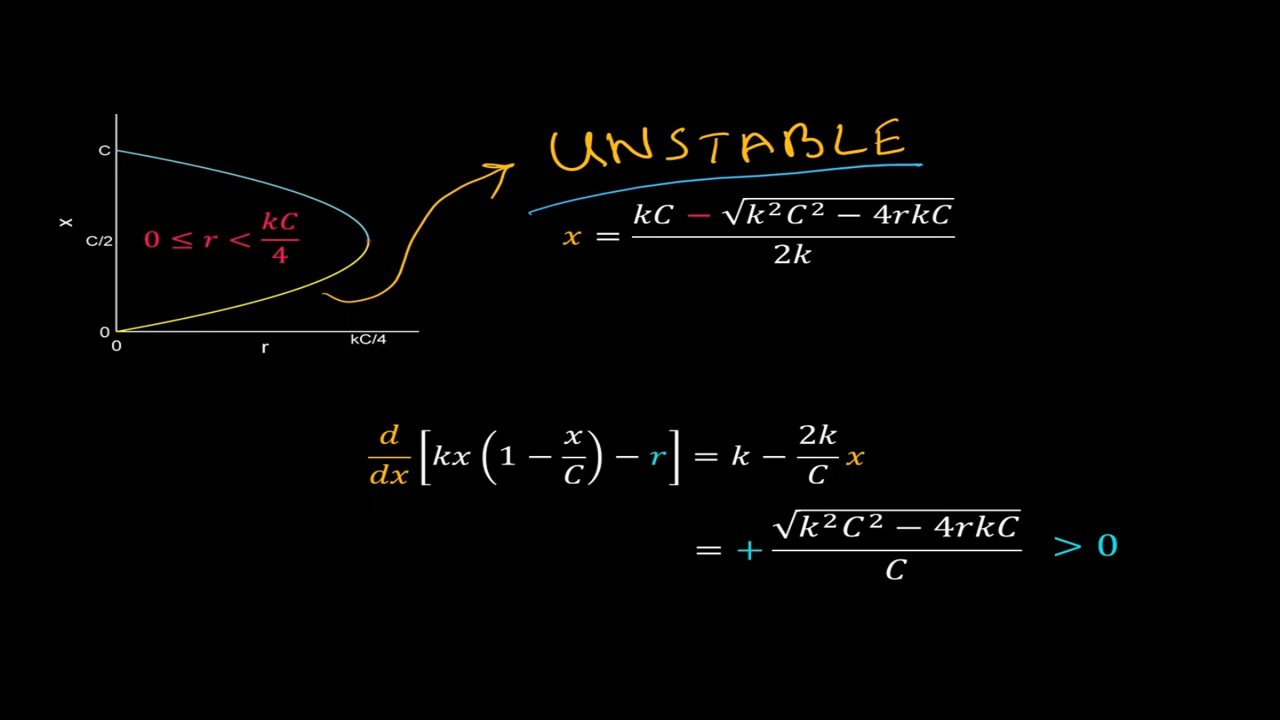 UNSTABLE
C
x
C/2
0
0
r
kC/4
0 ≤ r < kC/4
x = (kC − √(k²C² − 4rkC))/2k
d/dx [kx (1 − x/C) − r] = k − 2k/C x
= + √(k²C² − 4rkC)/C > 0